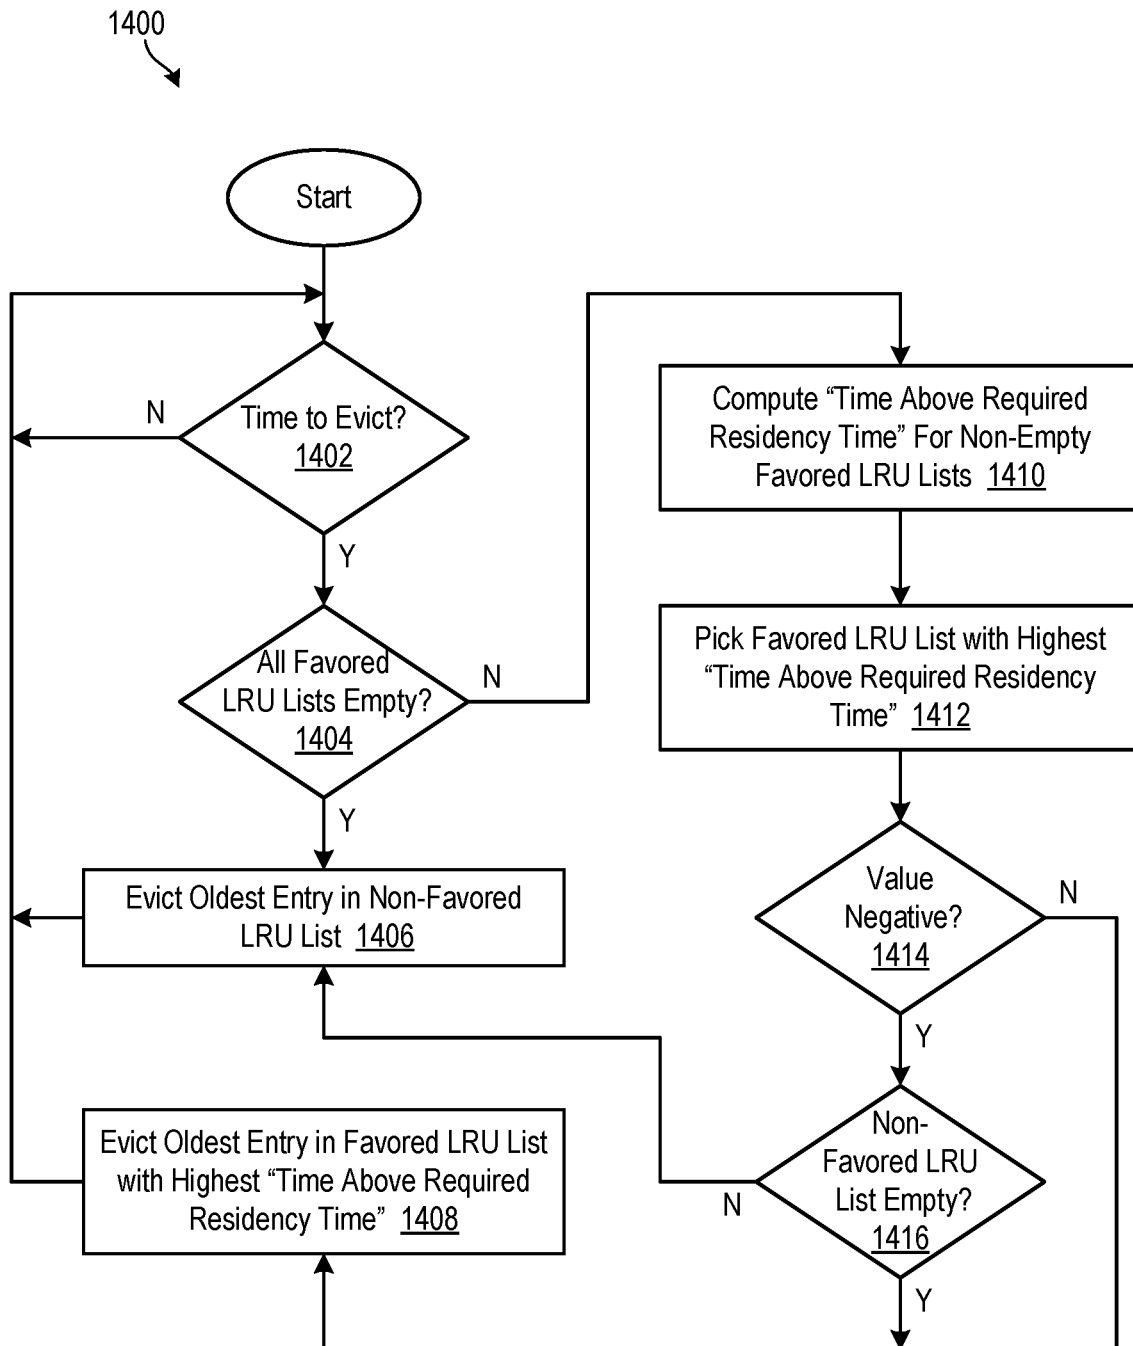 1400
Start
Time to Evict?
1402
N
Y
All Favored
LRU Lists Empty?
1404
N
Y
Evict Oldest Entry in Non-Favored
LRU List 1406
Evict Oldest Entry in Favored LRU List
with Highest “Time Above Required
Residency Time” 1408
Compute “Time Above Required
Residency Time” For Non-Empty
Favored LRU Lists 1410
Pick Favored LRU List with Highest
“Time Above Required Residency
Time” 1412
Value
Negative?
1414
N
Y
Non-
Favored LRU
List Empty?
1416
N
Y